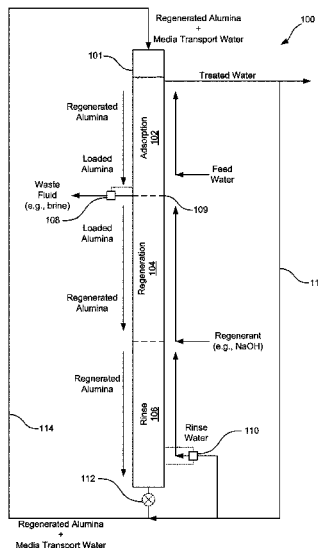 Regenerated Alumina
+
Media Transport Water
100
101
Treated Water
Regenerated
Alumina
Adsorption
102
Loaded
Alumina
Feed
Water
Waste
Fluid
(e.g., brine)
108
109
Loaded
Alumina
Regeneration
104
11
Regenerated
Alumina
Regenerant
(e.g., NaOH)
Regnerated
Alumina
Rinse
106
Rinse
Water
110
114
112
Regenerated Alumina
+
Media Transport Water